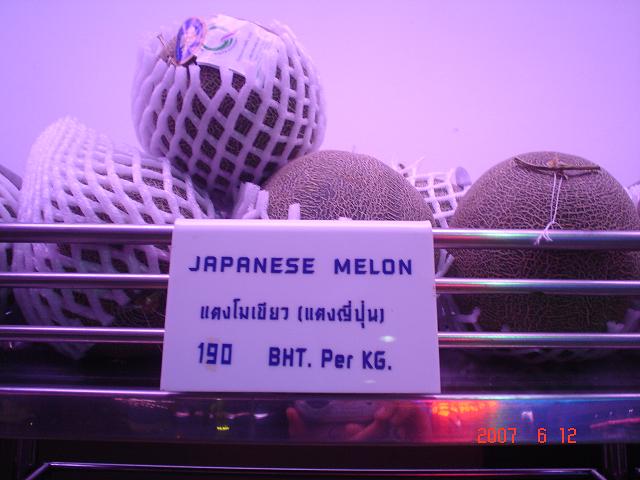 JAPANESE MELON
แตงโมเขียว (แตงญี่ปุ่น)
190 BHT. Per KG.
2007 6 12